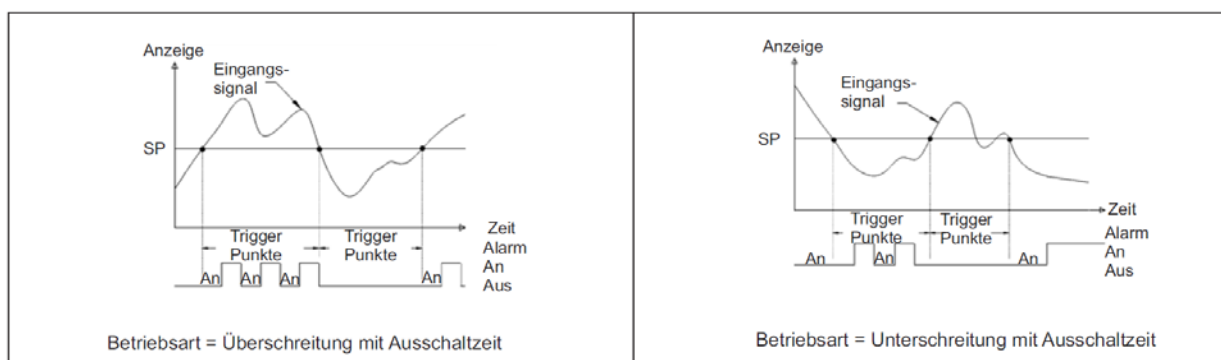 Anzeige
Eingangs-
signal
SP
Zeit
Trigger Trigger
Punkte Punkte
Alarm
An
Aus
An An An An
Betriebsart = Überschreitung mit Ausschaltzeit
Anzeige
Eingangs-
signal
SP
Zeit
Trigger Trigger
Punkte Punkte
Alarm
An
Aus
An An An
Betriebsart = Unterschreitung mit Ausschaltzeit